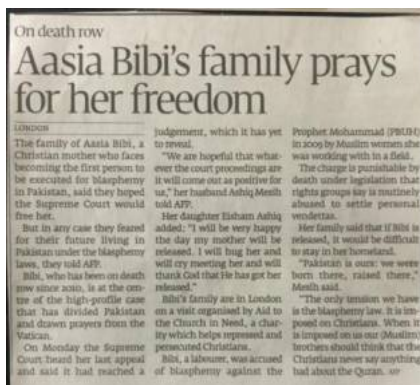 On death row
Aasia Bibi's family prays
for her freedom
LONDON
The family of Aasia Bibi, a
Christian mother who faces
becoming the first person to
be executed for blasphemy
in Pakistan, said they hoped
the Supreme Court would
free her.
But in any case they feared
for their future living in
Pakistan under the blasphemy
laws, they told AFP.
Bibi, who has been on death
row since 2010, is at the cen-
tre of the high-profile case
that has divided Pakistan
and drawn prayers from the
Vatican.
On Monday the Supreme
Court heard her last appeal
and said it had reached a
judgement, which it has yet
to reveal.
"We are hopeful that what-
ever the court proceedings are
it will come out as positive for
us," her husband Ashiq Mesih
told AFP.
Her daughter Eisham Ashiq
added: "I will be very happy
the day my mother will be
released. I will hug her and
will cry meeting her and will
thank God that He has got her
released."
Bibi's family are in London
on a visit organised by Aid to
the Church in Need, a char-
ity which helps repressed and
persecuted Christians.
Bibi, a labourer, was accused
of blasphemy against the
Prophet Mohammad (PBUH)
in 2009 by Muslim women she
was working with in a field.
The charge is punishable by
death under legislation that
rights groups say is routinely
abused to settle personal
vendettas.
Her family said that if Bibi is
released, it would be difficult
to stay in her homeland.
"Pakistan is ours: we were
born there, raised there,"
Mesih said.
"The only tension we have
is the blasphemy law. It is im-
posed on Christians. When it
is imposed on us our (Muslim)
brothers should think that the
Christians never say anything
bad about the Quran. AFP